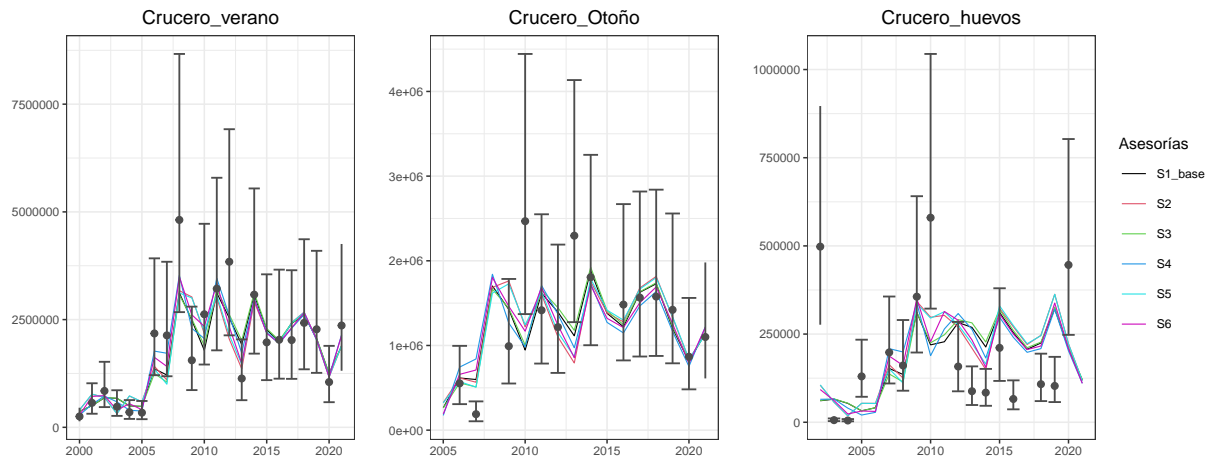 Crucero_verano
7500000
5000000
2500000
0
2000
2005
2010
2015
2020
Crucero_Otoño
4e+06
3e+06
2e+06
1e+06
0e+00
2005
2010
2015
2020
Crucero_huevos
1000000
750000
500000
250000
0
2005
2010
2015
2020
Asesorías
S1_base
S2
S3
S4
S5
S6